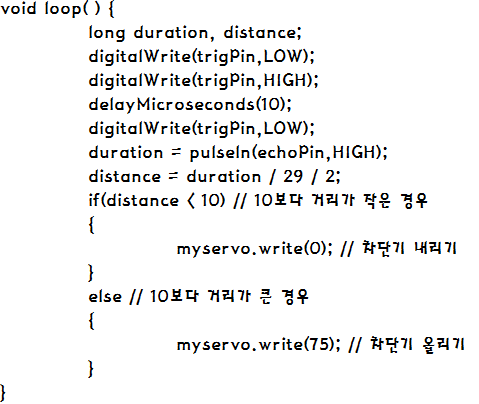 void loop( ) {
long duration, distance;
digitalWrite(trigPin,LOW);
digitalWrite(trigPin,HIGH);
delayMicroseconds(10);
digitalWrite(trigPin,LOW);
duration = pulseIn(echoPin,HIGH);
distance = duration / 29 / 2;
if(distance < 10) // 10보다 거리가 작은 경우
{
myservo.write(0); // 차단기 내리기
}
else // 10보다 거리가 큰 경우
{
myservo.write(75); // 차단기 올리기
}
}